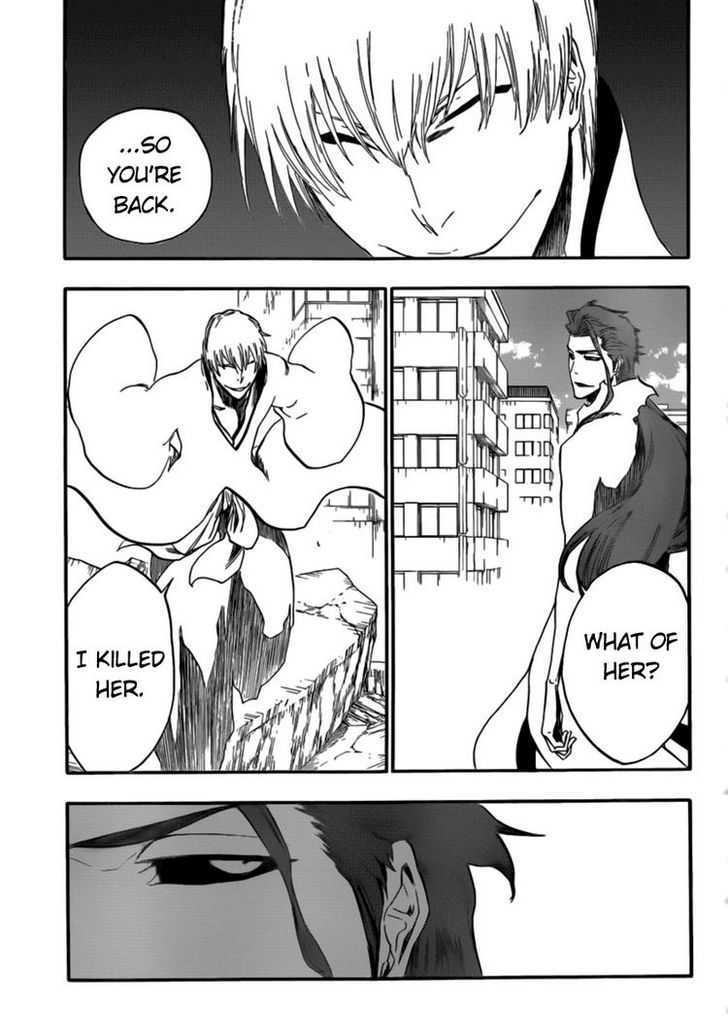 ...SO
YOU'RE
BACK.
WHAT OF
HER?
I KILLED
HER.